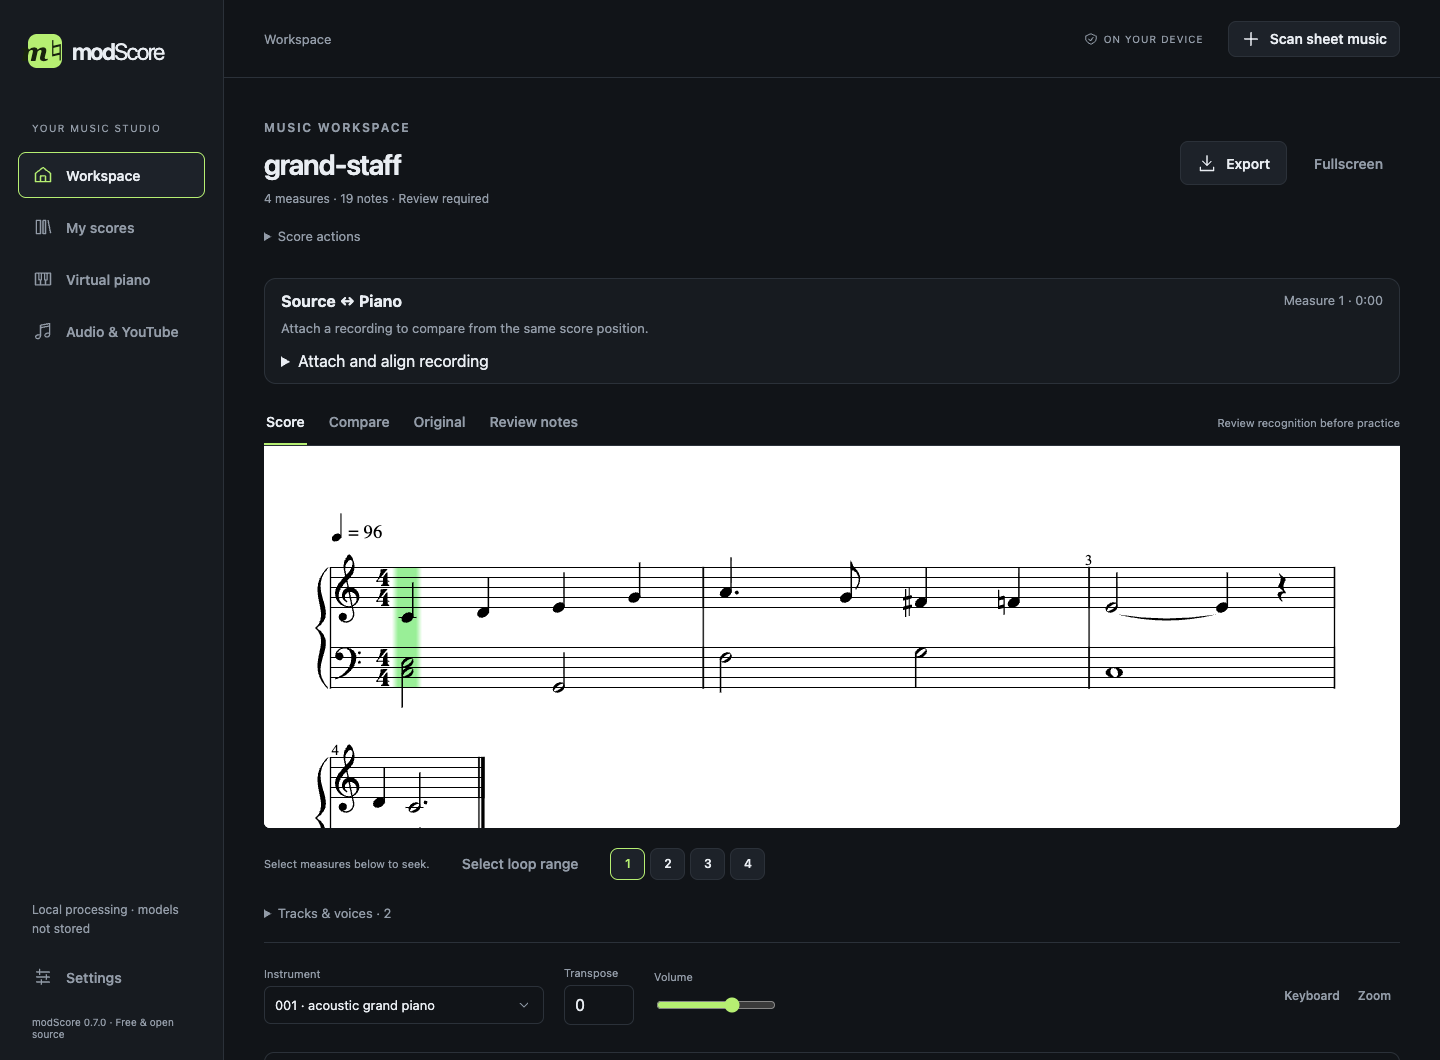 modScore
Workspace
ON YOUR DEVICE
Scan sheet music
YOUR MUSIC STUDIO
Workspace
My scores
Virtual piano
Audio & YouTube
MUSIC WORKSPACE
grand-staff
4 measures · 19 notes · Review required
Export
Fullscreen
Score actions
Source ↔ Piano
Measure 1 · 0:00
Attach a recording to compare from the same score position.
Attach and align recording
Score
Compare
Original
Review notes
Review recognition before practice
= 96
3
4
4
4
4
4
Select measures below to seek.
Select loop range
1
2
3
4
Tracks & voices · 2
Local processing · models
not stored
Settings
modScore 0.7.0 · Free & open
source
Instrument
001 · acoustic grand piano
Transpose
0
Volume
Keyboard
Zoom